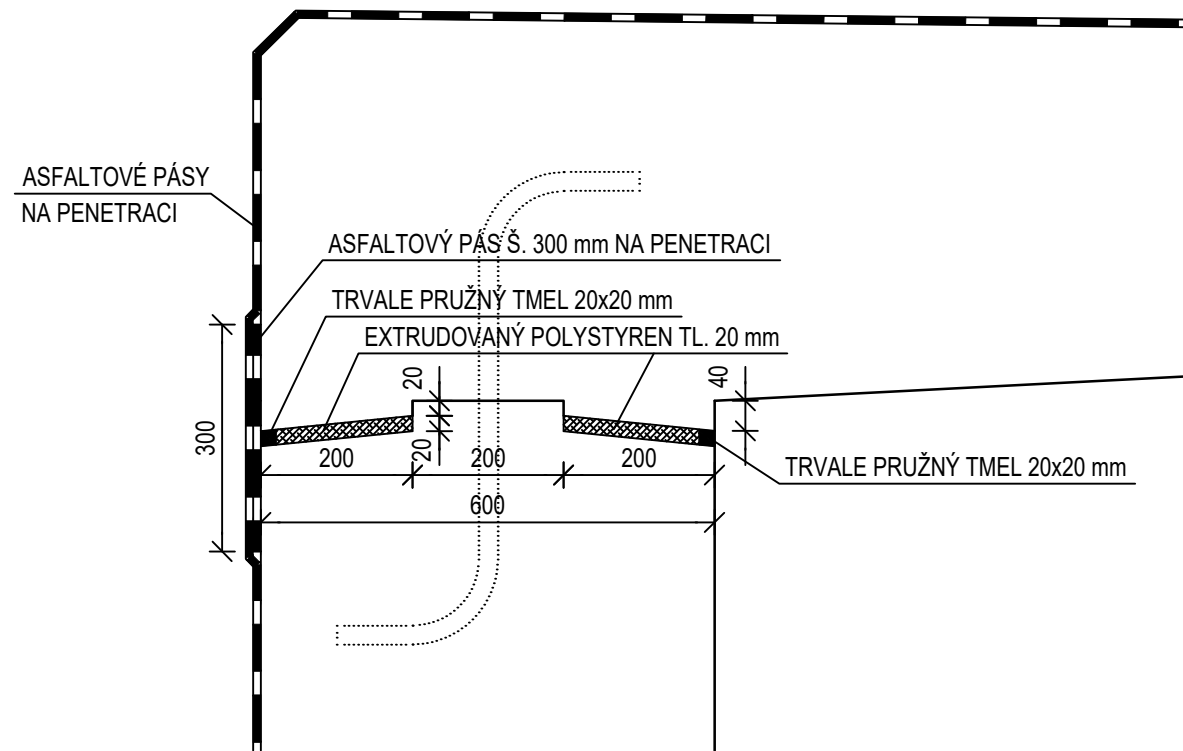 ASFALTOVÉ PÁSY
NA PENETRACI
ASFALTOVÝ PÁS Š. 300 mm NA PENETRACI
TRVALE PRUŽNÝ TMEL 20x20 mm
EXTRUDOVANÝ POLYSTYREN TL. 20 mm
20
40
300
20
200
200
200
TRVALE PRUŽNÝ TMEL 20x20 mm
600